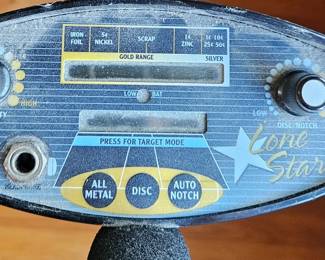 IRON FOIL
5¢ NICKEL
SCRAP
1¢ ZINC
1¢ 10¢ 25¢ 50¢
GOLD RANGE
SILVER
HIGH
LOW BAT
LOW
DISC/NOTCH
PRESS FOR TARGET MODE
Lone Star
ALL METAL
DISC
AUTO NOTCH